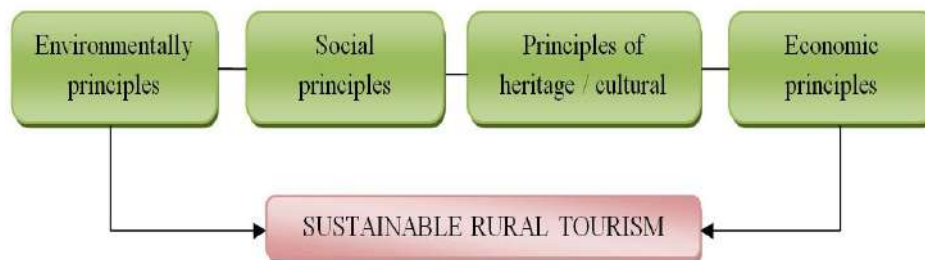 Environmentally
principles
Social
principles
Principles of
heritage / cultural
Economic
principles
SUSTAINABLE RURAL TOURISM